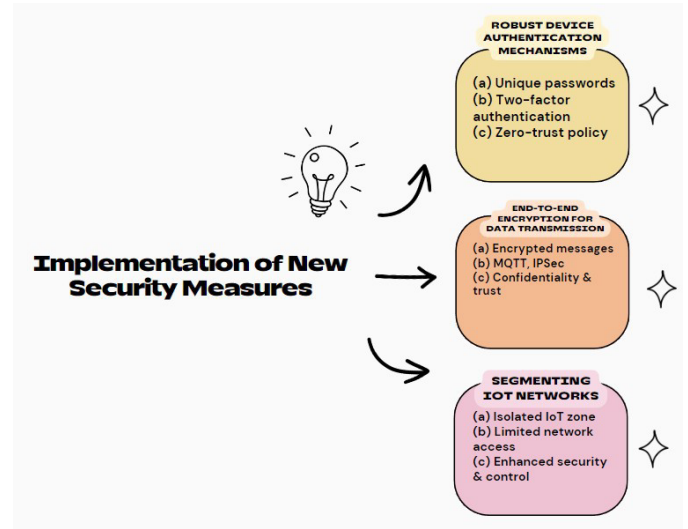 Implementation of New
Security Measures
ROBUST DEVICE
AUTHENTICATION
MECHANISMS
(a) Unique passwords
(b) Two-factor
authentication
(c) Zero-trust policy
END-TO-END
ENCRYPTION FOR
DATA TRANSMISSION
(a) Encrypted messages
(b) MQTT, IPSec
(c) Confidentiality &
trust
SEGMENTING
IOT NETWORKS
(a) Isolated IoT zone
(b) Limited network
access
(c) Enhanced security
& control